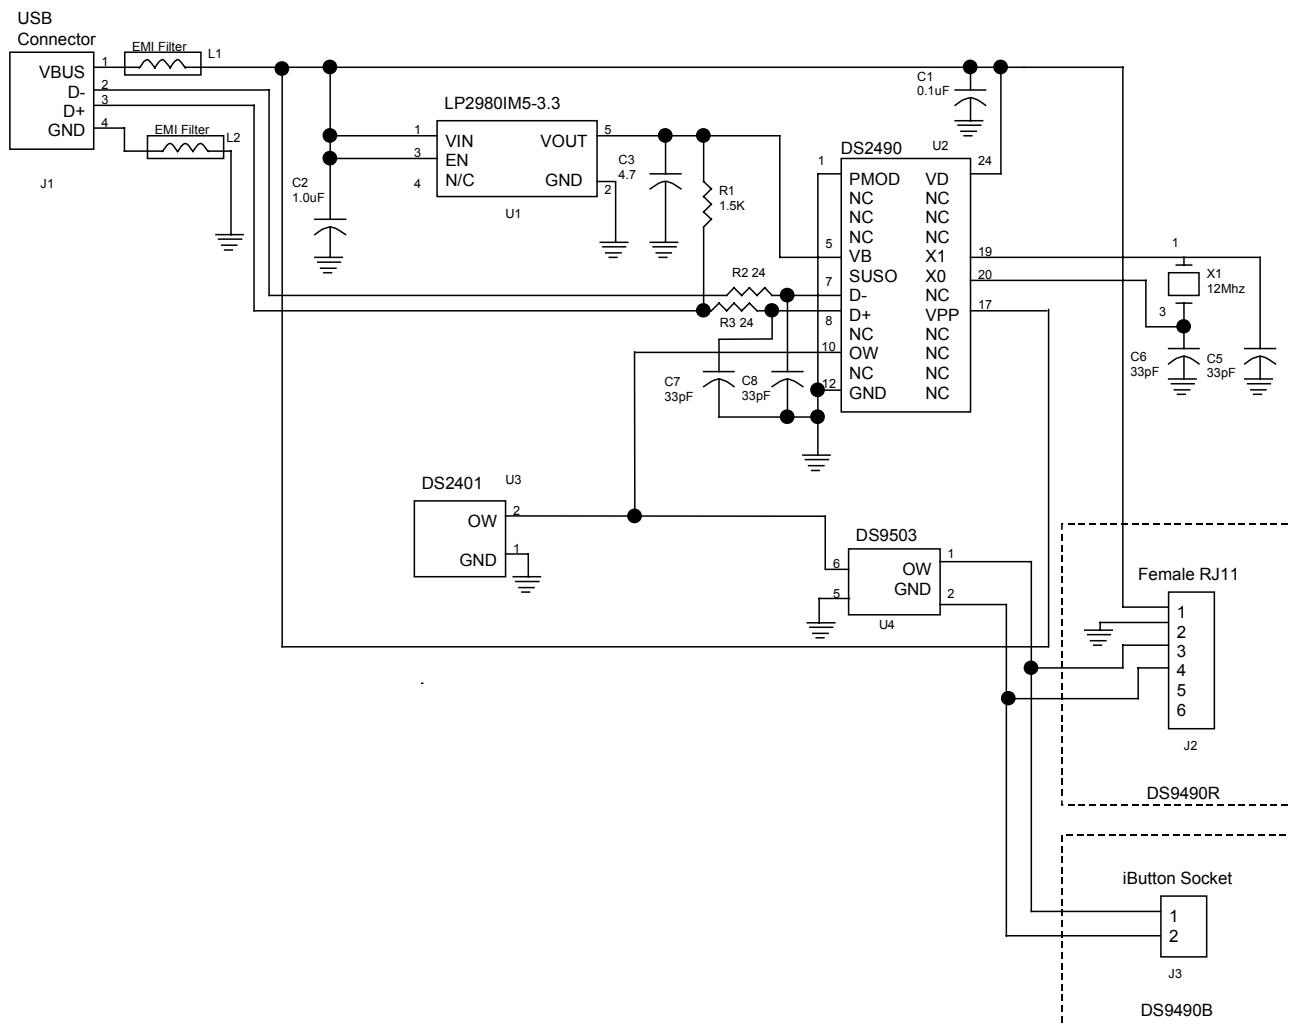 USB
Connector
EMI Filter
L1
VBUS
D-
D+
GND
1
2
3
4
EMI Filter
L2
J1
LP2980IM5-3.3
1
3
4
VIN
EN
N/C
VOUT
GND
5
2
U1
C2
1.0uF
C3
4.7
R1
1.5K
C1
0.1uF
DS2490
U2
1
5
7
8
10
12
PMOD
NC
NC
NC
VB
SUSO
D-
D+
NC
OW
NC
GND
VD
NC
NC
NC
X1
X0
NC
VPP
NC
NC
NC
NC
24
19
20
17
R2 24
R3 24
C7
33pF
C8
33pF
1
X1
12Mhz
3
C6
33pF
C5
33pF
DS2401
U3
OW
GND
2
1
DS9503
6
5
OW
GND
1
2
U4
Female RJ11
1
2
3
4
5
6
J2
DS9490R
iButton Socket
1
2
J3
DS9490B